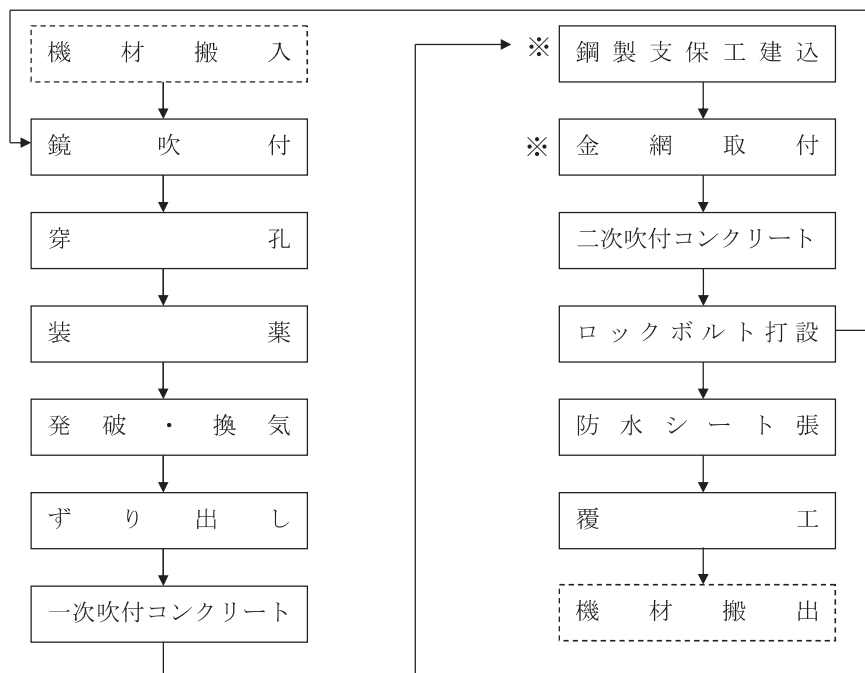 機材搬入
鏡吹付
穿孔
装薬
発破・換気
ずり出し
一次吹付コンクリート
※ 鋼製支保工建込
※ 金網取付
二次吹付コンクリート
ロックボルト打設
防水シート張
覆工
機材搬出